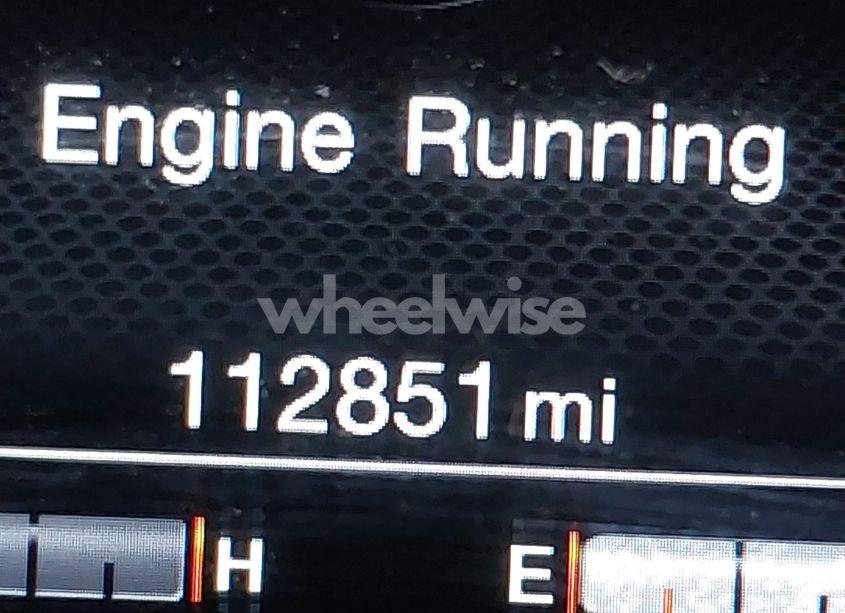 Engine Running
wheelwise
112851 mi
H E